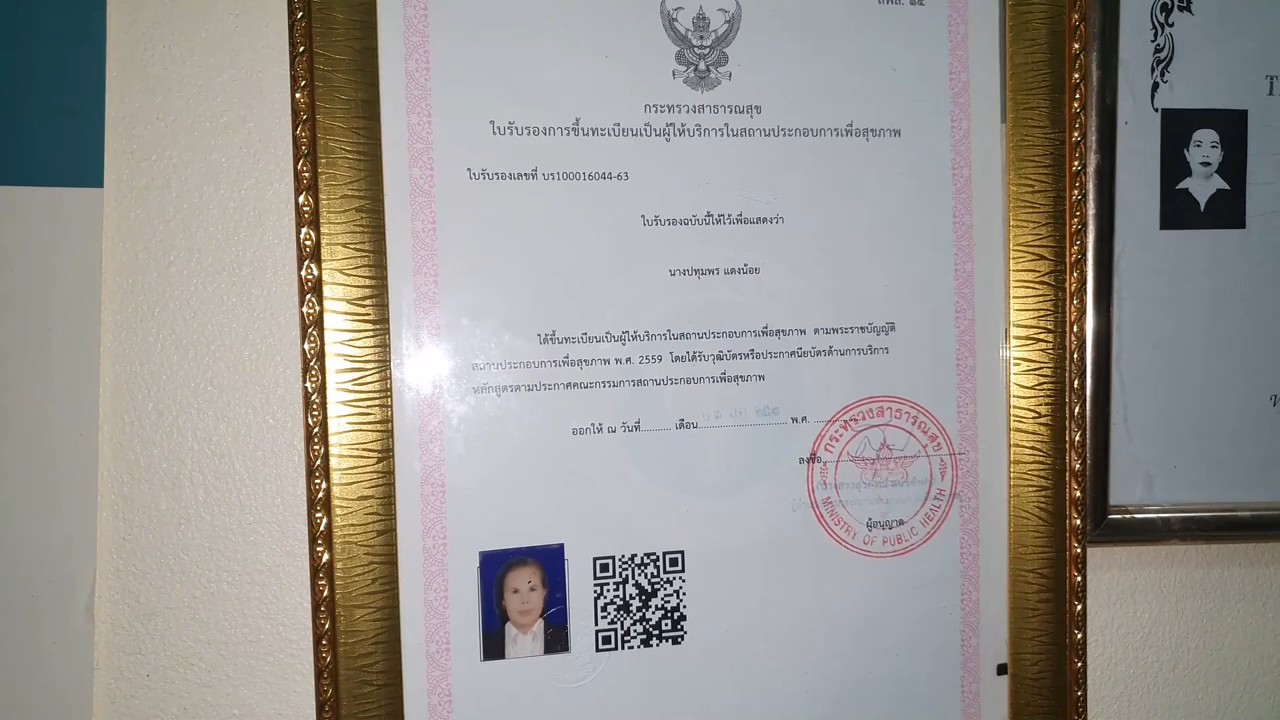 สพส. ๑๕
กระทรวงสาธารณสุข
ใบรับรองการขึ้นทะเบียนเป็นผู้ให้บริการในสถานประกอบการเพื่อสุขภาพ
ใบรับรองเลขที่ บร100016044-63
ใบรับรองฉบับนี้ให้ไว้เพื่อแสดงว่า
นางปทุมพร แตงน้อย
ได้ขึ้นทะเบียนเป็นผู้ให้บริการในสถานประกอบการเพื่อสุขภาพ ตามพระราชบัญญัติ
สถานประกอบการเพื่อสุขภาพ พ.ศ. 2559 โดยได้รับวุฒิบัตรหรือประกาศนียบัตรด้านการบริการ
หลักสูตรตามประกาศคณะกรรมการสถานประกอบการเพื่อสุขภาพ
ออกให้ ณ วันที่........... เดือน.............................. พ.ศ. ..............
ลงชื่อ
ผู้อนุญาต
กระทรวงสาธารณสุข
MINISTRY OF PUBLIC HEALTH